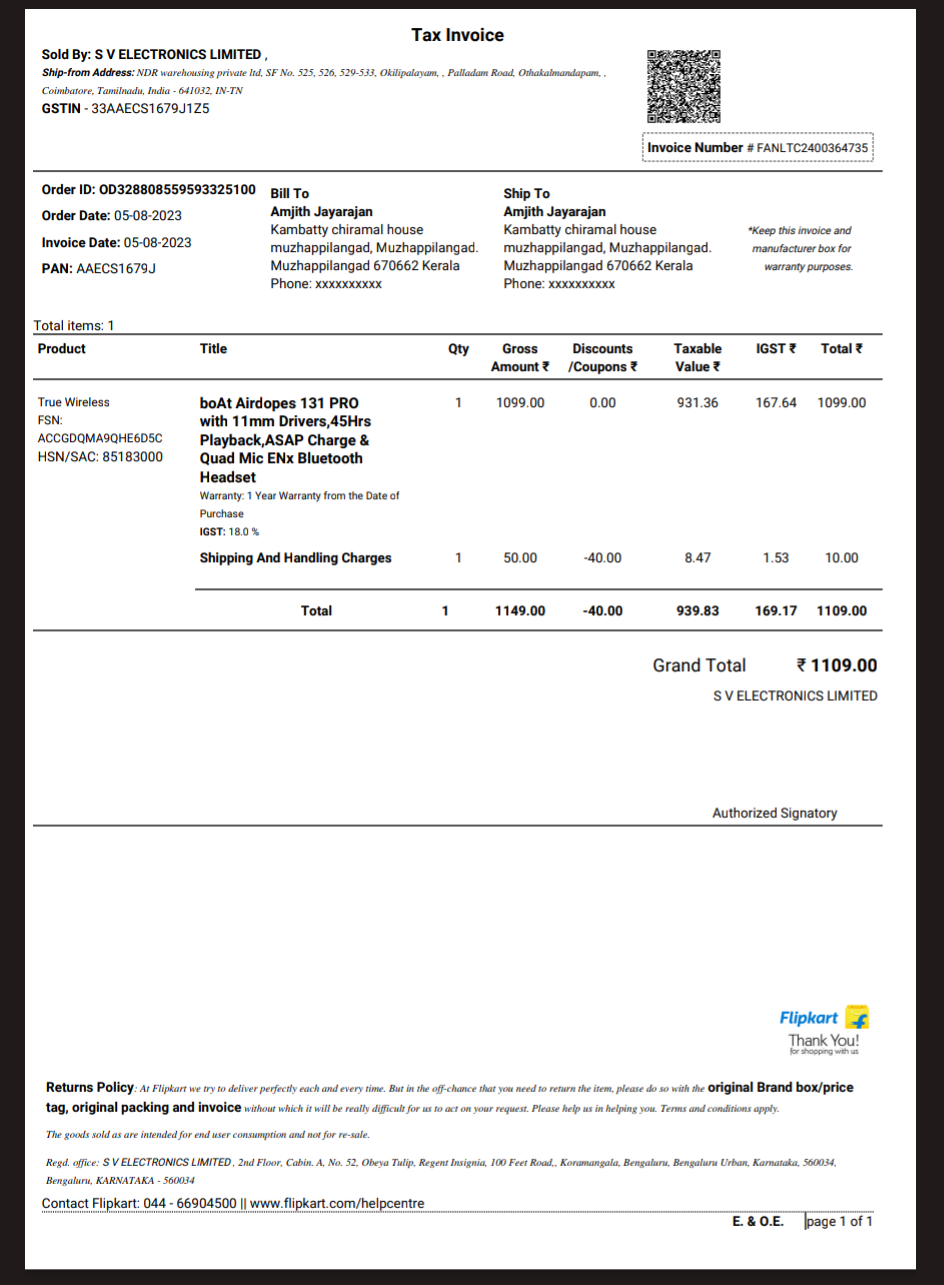 Tax Invoice
Sold By: S V ELECTRONICS LIMITED ,
Ship-from Address: NDR warehousing private ltd, SF No. 525, 526, 529-533, Okilipalayam, , Palladam Road, Othakalmandapam, ,
Coimbatore, Tamilnadu, India - 641032, IN-TN
GSTIN - 33AAECS1679J1Z5
Invoice Number # FANLTC2400364735
Order ID: OD328808559593325100
Order Date: 05-08-2023
Invoice Date: 05-08-2023
PAN: AAECS1679J
Bill To
Amjith Jayarajan
Kambatty chiramal house
muzhappilangad, Muzhappilangad.
Muzhappilangad 670662 Kerala
Phone: xxxxxxxxxx
Ship To
Amjith Jayarajan
Kambatty chiramal house
muzhappilangad, Muzhappilangad.
Muzhappilangad 670662 Kerala
Phone: xxxxxxxxxx
*Keep this invoice and
manufacturer box for
warranty purposes.
Total items: 1
Product Title Qty Gross Amount ₹ Discounts /Coupons ₹ Taxable Value ₹ IGST ₹ Total ₹
True Wireless
FSN:
ACCGDQMA9QHE6D5C
HSN/SAC: 85183000
boAt Airdopes 131 PRO
with 11mm Drivers,45Hrs
Playback,ASAP Charge &
Quad Mic ENx Bluetooth
Headset
Warranty: 1 Year Warranty from the Date of
Purchase
IGST: 18.0 %
1 1099.00 0.00 931.36 167.64 1099.00
Shipping And Handling Charges 1 50.00 -40.00 8.47 1.53 10.00
Total 1 1149.00 -40.00 939.83 169.17 1109.00
Grand Total ₹ 1109.00
S V ELECTRONICS LIMITED
Authorized Signatory
Flipkart
Thank You!
for shopping with us
Returns Policy: At Flipkart we try to deliver perfectly each and every time. But in the off-chance that you need to return the item, please do so with the original Brand box/price
tag, original packing and invoice without which it will be really difficult for us to act on your request. Please help us in helping you. Terms and conditions apply.
The goods sold as are intended for end user consumption and not for re-sale.
Regd. office: S V ELECTRONICS LIMITED , 2nd Floor, Cabin. A, No. 52, Obeya Tulip, Regent Insignia, 100 Feet Road,, Koramangala, Bengaluru, Bengaluru Urban, Karnataka, 560034,
Bengaluru, KARNATAKA - 560034
Contact Flipkart: 044 - 66904500 || www.flipkart.com/helpcentre
E. & O.E. page 1 of 1